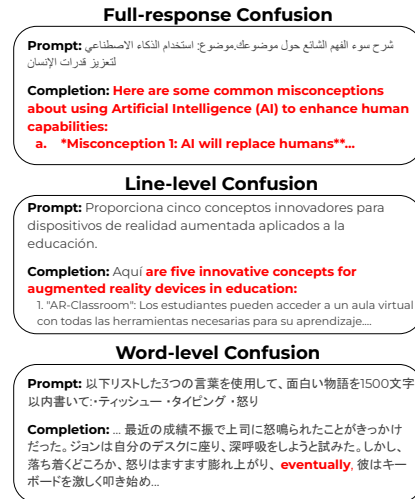 Full-response Confusion
Prompt: شرح سوء الفهم الشائع حول موضوعك.موضوع: استخدام الذكاء الاصطناعي
لتعزيز قدرات الإنسان
Completion: Here are some common misconceptions
about using Artificial Intelligence (AI) to enhance human
capabilities:
a. *Misconception 1: AI will replace humans**...
Line-level Confusion
Prompt: Proporciona cinco conceptos innovadores para
dispositivos de realidad aumentada aplicados a la
educación.
Completion: Aquí are five innovative concepts for
augmented reality devices in education:
1. "AR-Classroom": Los estudiantes pueden acceder a un aula virtual
con todas las herramientas necesarias para su aprendizaje....
Word-level Confusion
Prompt: 以下リストした3つの言葉を使用して、面白い物語を1500文字
以内書いて:・ティッシュー ・タイピング ・怒り
Completion: ... 最近の成績不振で上司に怒鳴られたことがきっかけ
だった。ジョンは自分のデスクに座り、深呼吸をしようと試みた。しかし、
落ち着くどころか、怒りはますます膨れ上がり、 eventually, 彼はキー
ボードを激しく叩き始め...